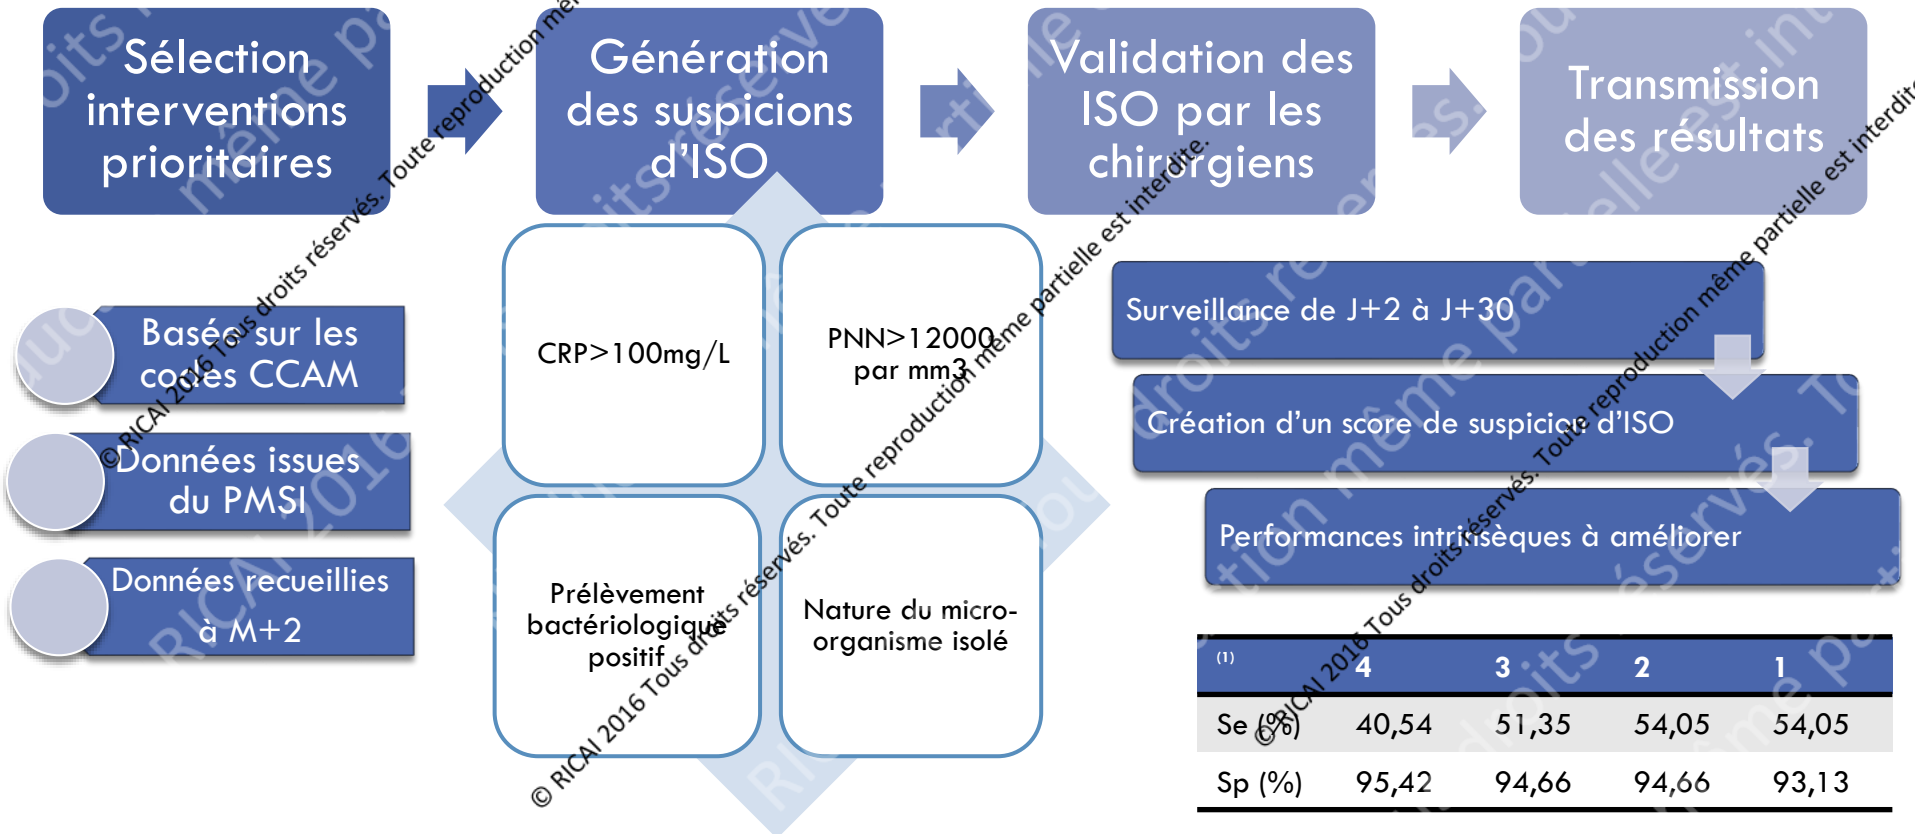 Sélection
interventions
prioritaires
Génération
des suspicions
d'ISO
Validation des
ISO par les
chirurgiens
Transmission
des résultats
Basée sur les
codes CCAM
Données issues
du PMSI
Données recueillies
à M+2
CRP>100mg/L
PNN>12000
par mm3
Prélèvement
bactériologique
positif
Nature du micro-
organisme isolé
Surveillance de J+2 à J+30
Création d'un score de suspicion d'ISO
Performances intrinsèques à améliorer
(1) 4 3 2 1
Se (%) 40,54 51,35 54,05 54,05
Sp (%) 95,42 94,66 94,66 93,13
© RICAI 2016 Tous droits réservés. Toute reproduction mêm
© RICAI 2016 Tous droits réservés. Toute reproduction même partielle est interdite.
© RICAI 2016 Tous droits réservés. Toute reproduction même partielle est interdite